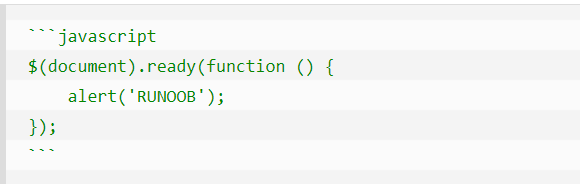 ```javascript
$(document).ready(function () {
    alert('RUNOOB');
});
```